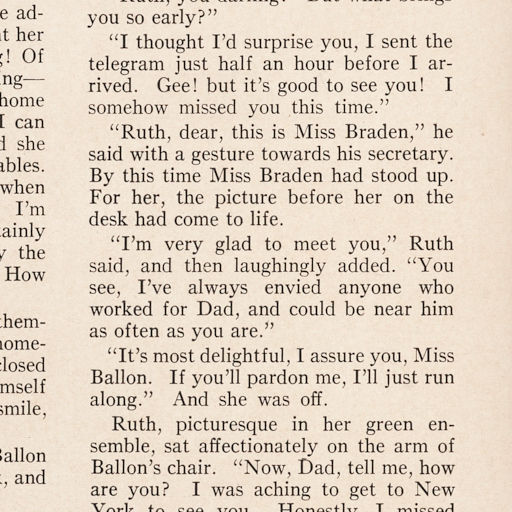 e ad-
t her
g! Of
ing—
home
I can
d she
ables.
when
I'm
tainly
y the
How
them-
home-
closed
mself
smile,
Ballon
t, and
"Ruth, you darling! But what brings
you so early?"
"I thought I'd surprise you, I sent the
telegram just half an hour before I ar-
rived. Gee! but it's good to see you! I
somehow missed you this time."
"Ruth, dear, this is Miss Braden," he
said with a gesture towards his secretary.
By this time Miss Braden had stood up.
For her, the picture before her on the
desk had come to life.
"I'm very glad to meet you," Ruth
said, and then laughingly added. "You
see, I've always envied anyone who
worked for Dad, and could be near him
as often as you are."
"It's most delightful, I assure you, Miss
Ballon. If you'll pardon me, I'll just run
along." And she was off.
Ruth, picturesque in her green en-
semble, sat affectionately on the arm of
Ballon's chair. "Now, Dad, tell me, how
are you? I was aching to get to New
York to see you. Honestly, I missed